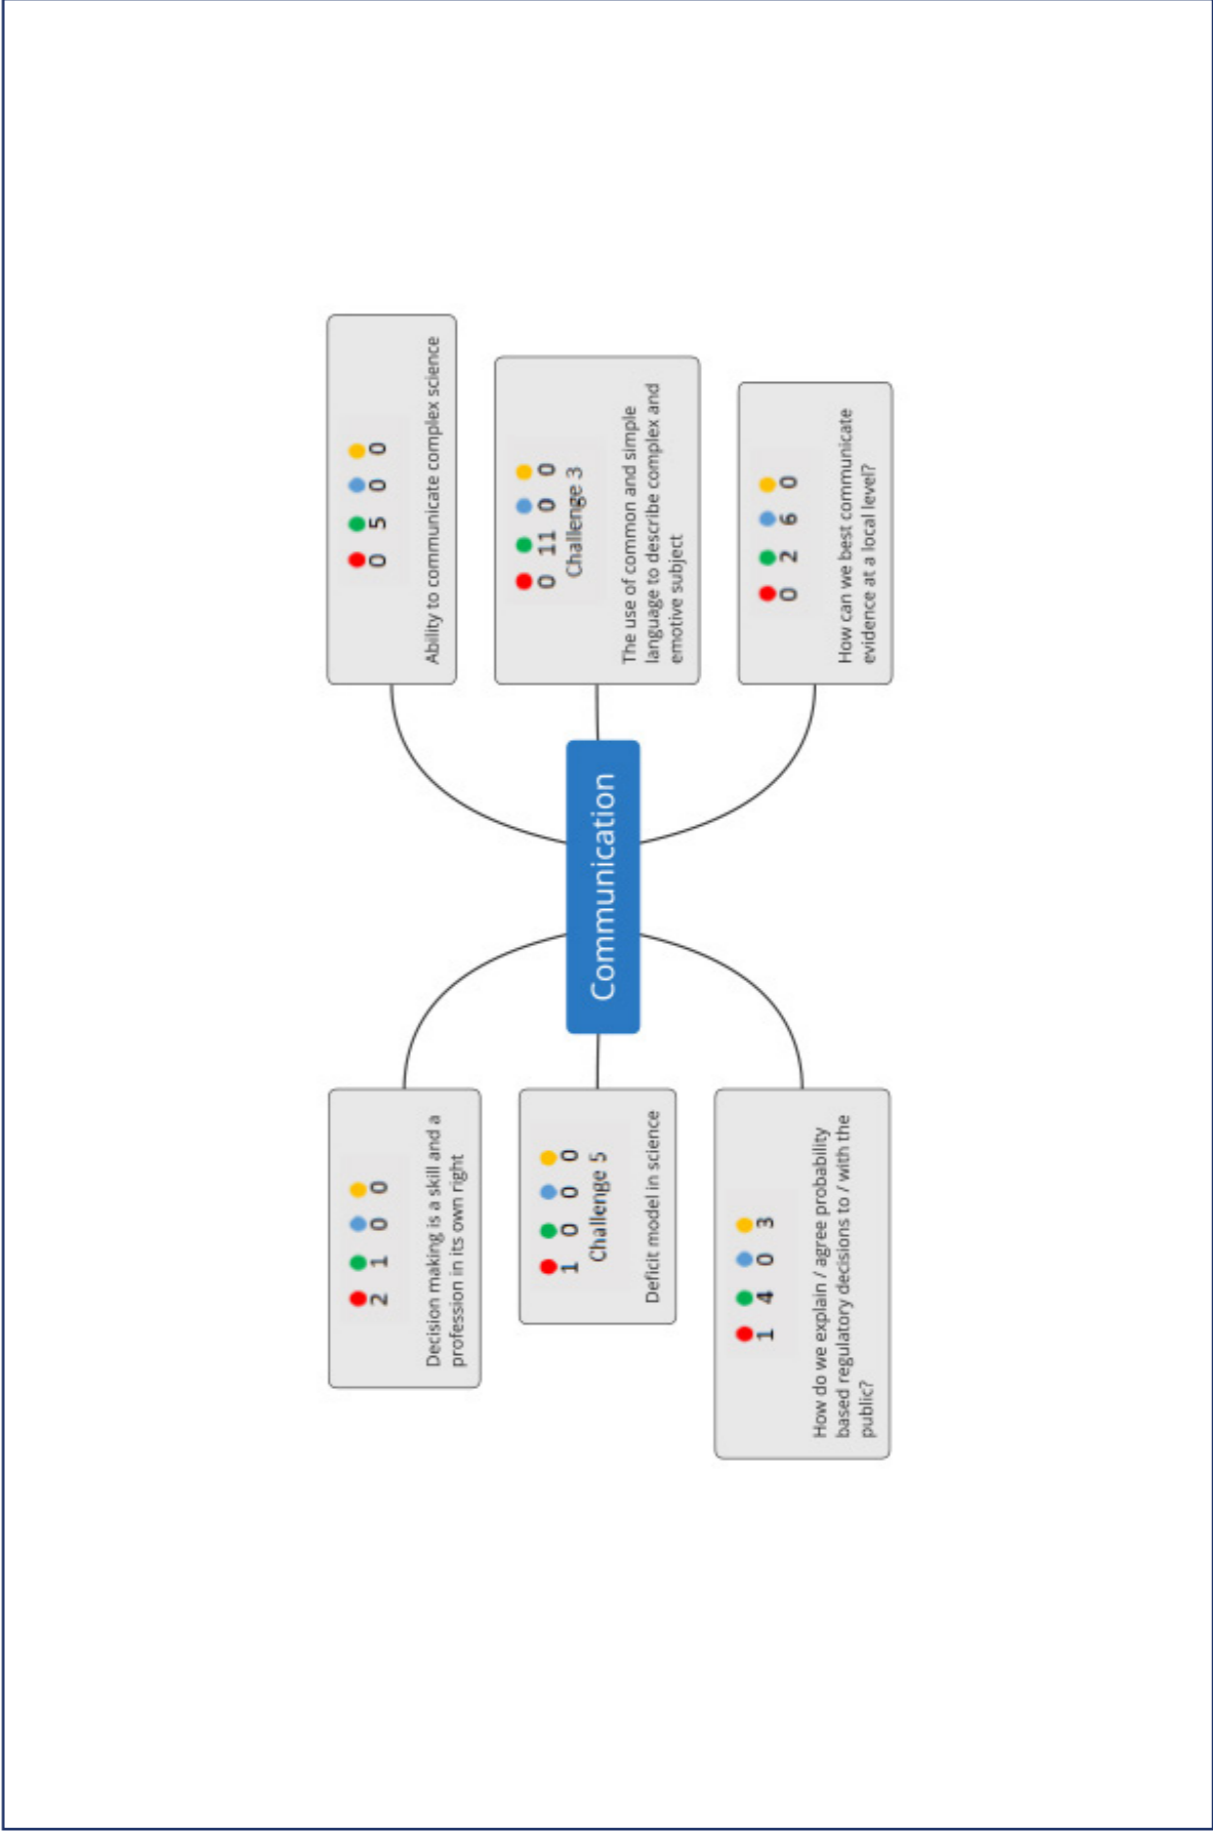 2 1 0 0
Decision making is a skill and a
profession in its own right
1 0 0 0
Challenge 5
Deficit model in science
1 4 0 3
How do we explain / agree probability
based regulatory decisions to / with the
public?
Communication
0 5 0 0
Ability to communicate complex science
0 11 0 0
Challenge 3
The use of common and simple
language to describe complex and
emotive subject
0 2 6 0
How can we best communicate
evidence at a local level?